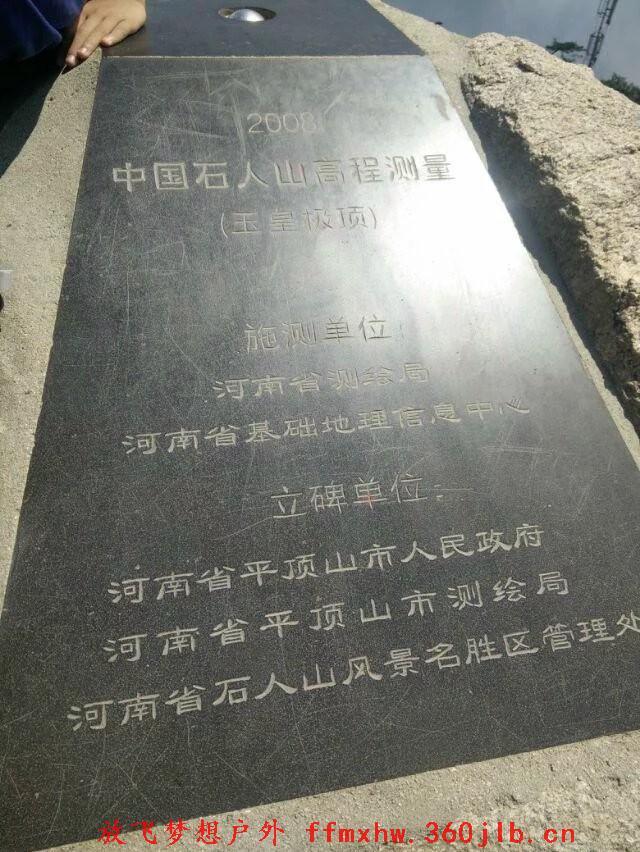 2008
中国石人山高程测量
(玉皇极顶)
施测单位
河南省测绘局
河南省基础地理信息中心
立碑单位:
河南省平顶山市人民政府
河南省平顶山市测绘局
河南省石人山风景名胜区管理处
放飞梦想户外 ffmxhw.360jlb.cn